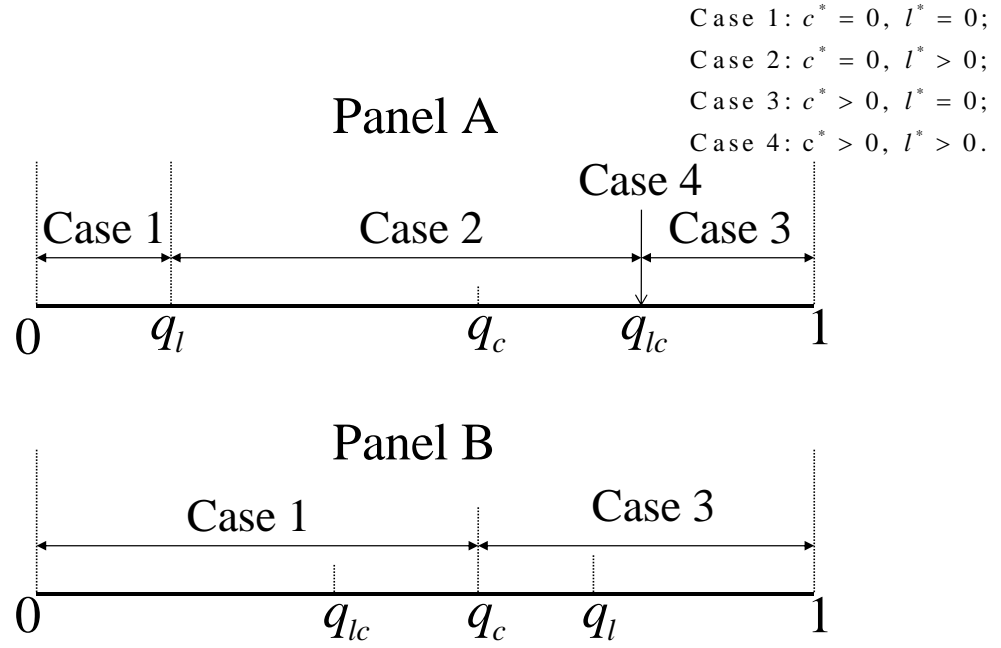 Case 1: c* = 0, l* = 0;
Case 2: c* = 0, l* > 0;
Case 3: c* > 0, l* = 0;
Case 4: c* > 0, l* > 0.
Panel A
Case 4
Case 1 Case 2 Case 3
0 q_l q_c q_lc 1
Panel B
Case 1 Case 3
0 q_lc q_c q_l 1